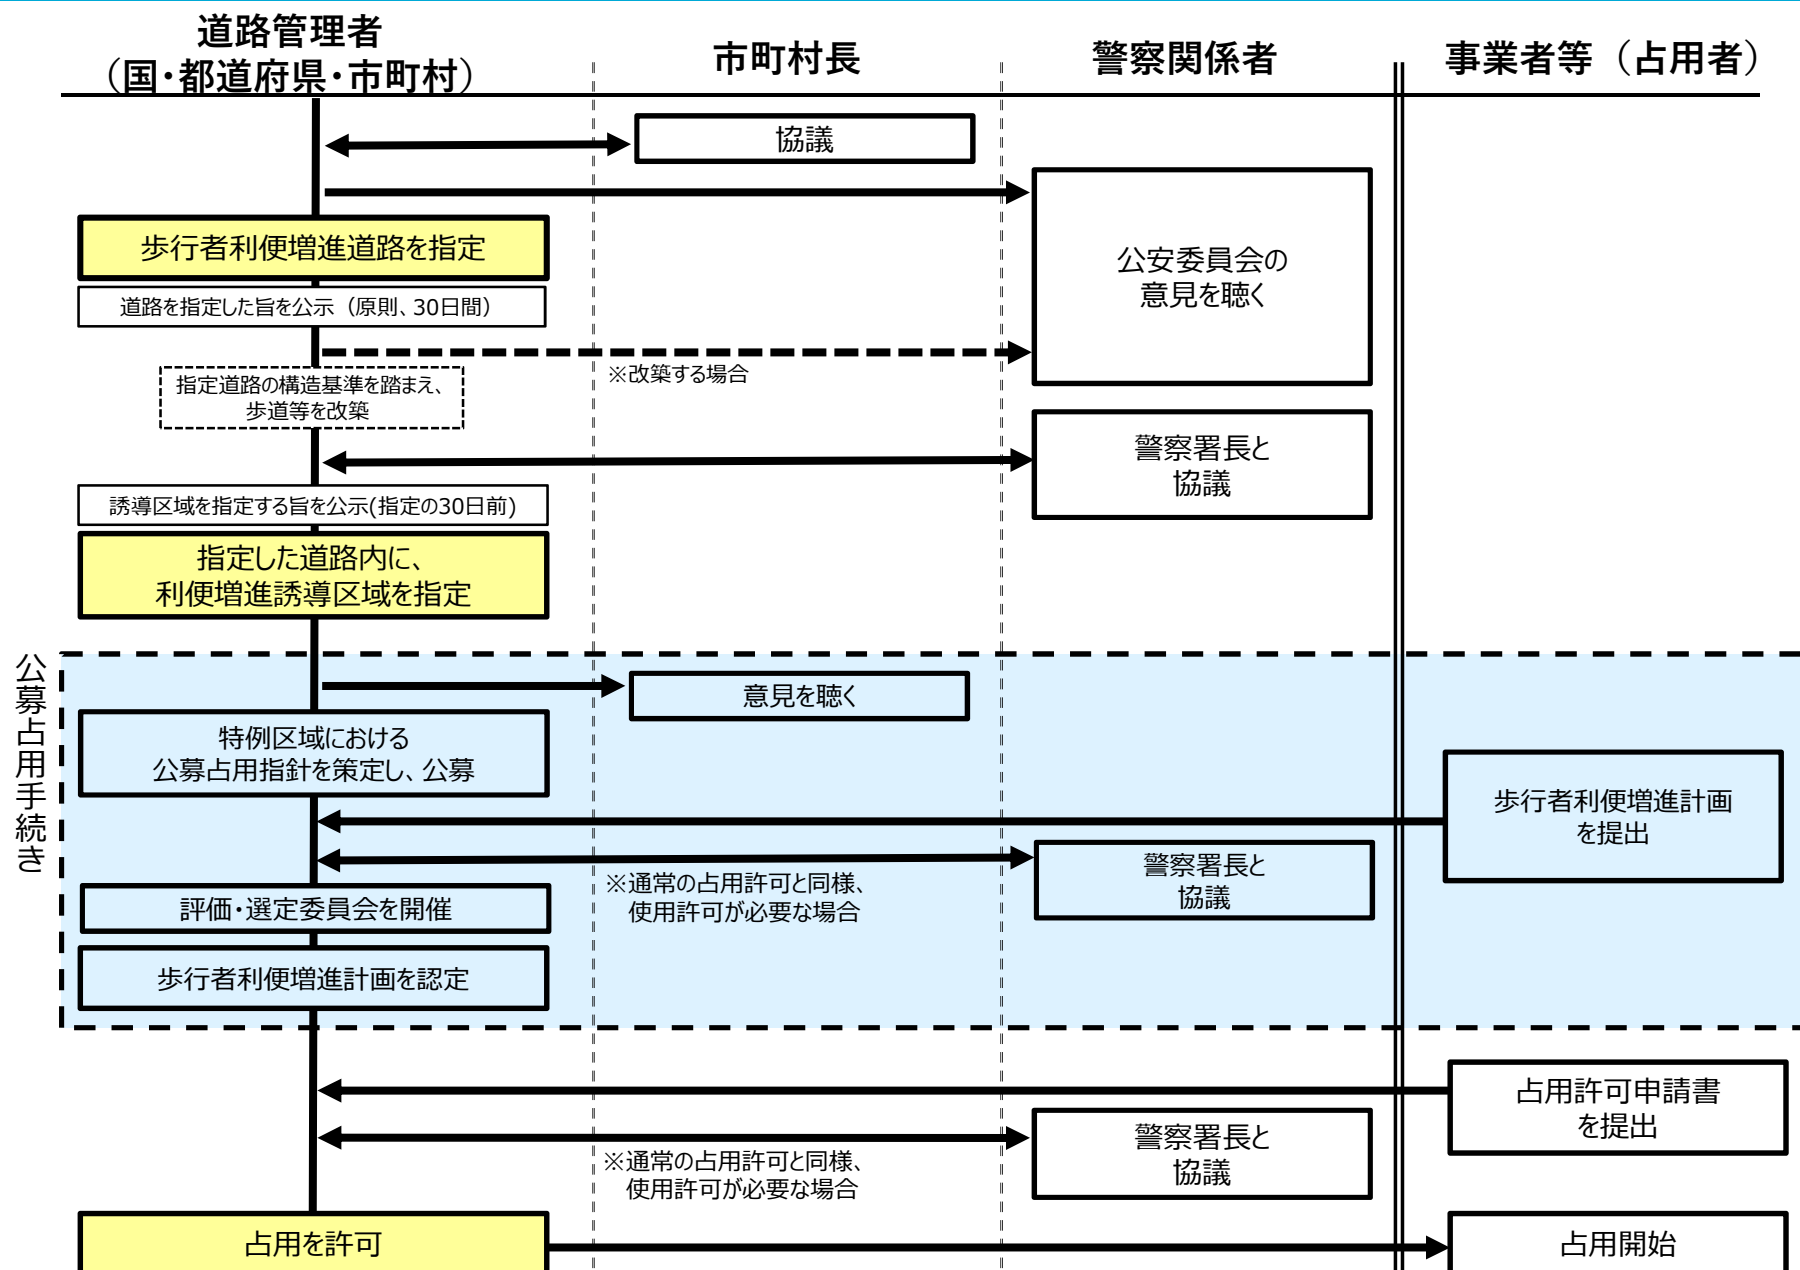 道路管理者
（国・都道府県・市町村）
市町村長
警察関係者
事業者等（占用者）
協議
公安委員会の
意見を聴く
歩行者利便増進道路を指定
道路を指定した旨を公示（原則、30日間）
※改築する場合
指定道路の構造基準を踏まえ、
歩道等を改築
警察署長と
協議
誘導区域を指定する旨を公示(指定の30日前)
指定した道路内に、
利便増進誘導区域を指定
公募占用手続き
意見を聴く
特例区域における
公募占用指針を策定し、公募
歩行者利便増進計画
を提出
警察署長と
協議
※通常の占用許可と同様、
使用許可が必要な場合
評価・選定委員会を開催
歩行者利便増進計画を認定
占用許可申請書
を提出
警察署長と
協議
※通常の占用許可と同様、
使用許可が必要な場合
占用を許可
占用開始